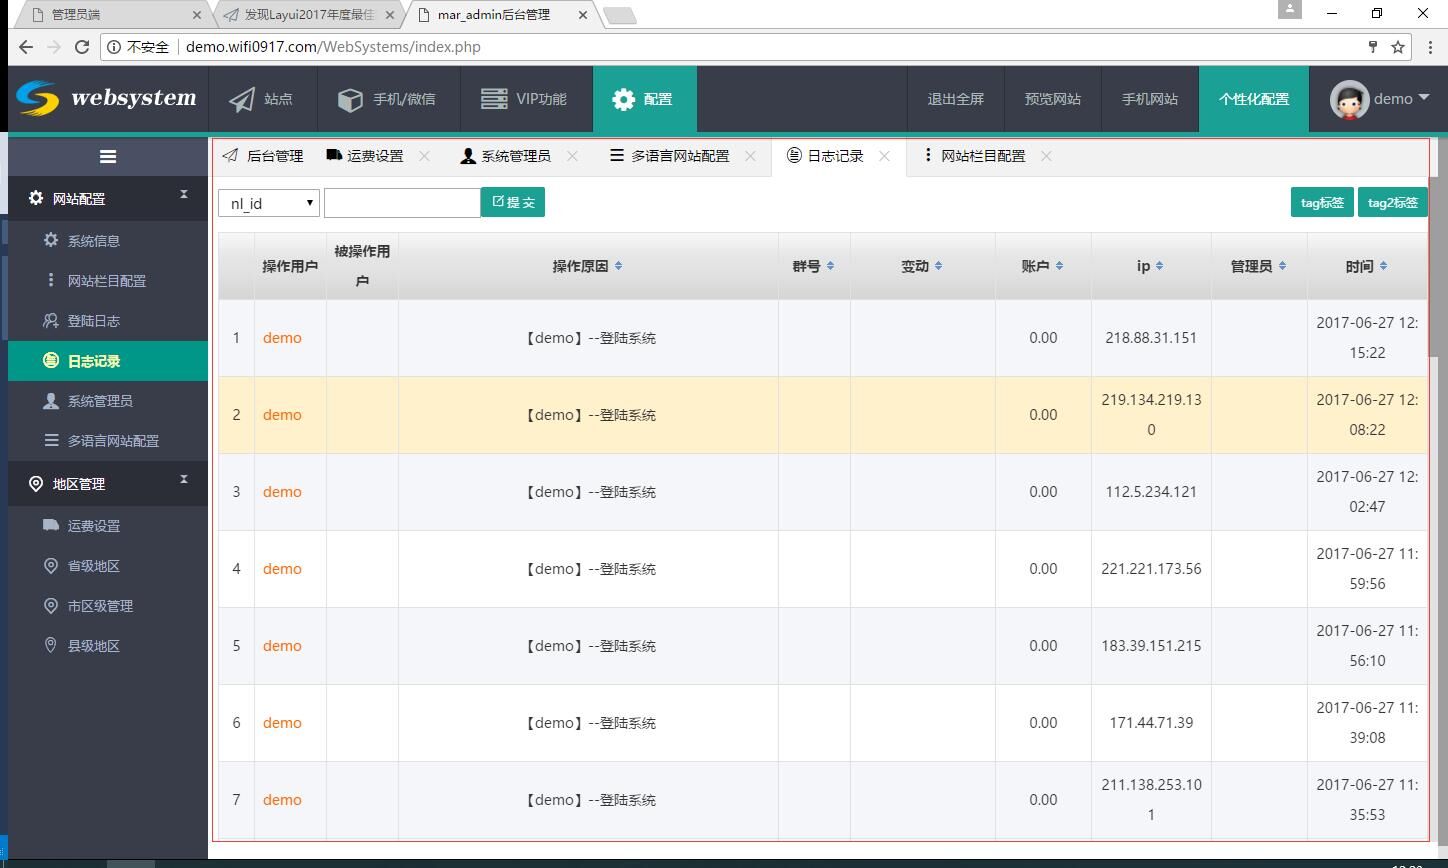 管理员端
发现Layui2017年度最佳
mar_admin后台管理
不安全
demo.wifi0917.com/WebSystems/index.php
websystem
站点
手机/微信
VIP功能
配置
退出全屏
预览网站
手机网站
个性化配置
demo
网站配置
系统信息
网站栏目配置
登陆日志
日志记录
系统管理员
多语言网站配置
地区管理
运费设置
省级地区
市区级管理
县级地区
后台管理
运费设置
系统管理员
多语言网站配置
日志记录
网站栏目配置
nl_id
提 交
tag标签
tag2标签
操作用户
被操作用
户
操作原因
群号
变动
账户
ip
管理员
时间
1 demo 【demo】--登陆系统 0.00 218.88.31.151 2017-06-27 12:
15:22
2 demo 【demo】--登陆系统 0.00 219.134.219.13 2017-06-27 12:
0 08:22
3 demo 【demo】--登陆系统 0.00 112.5.234.121 2017-06-27 12:
02:47
4 demo 【demo】--登陆系统 0.00 221.221.173.56 2017-06-27 11:
59:56
5 demo 【demo】--登陆系统 0.00 183.39.151.215 2017-06-27 11:
56:10
6 demo 【demo】--登陆系统 0.00 171.44.71.39 2017-06-27 11:
39:08
7 demo 【demo】--登陆系统 0.00 211.138.253.10 2017-06-27 11:
1 35:53